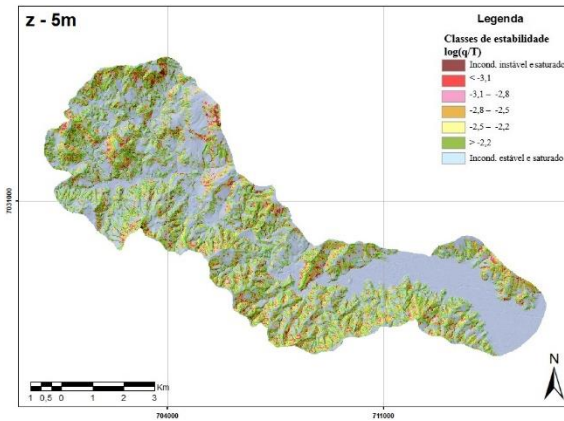 z - 5m
Legenda
Classes de estabilidade
log(q/T)
Incond. instável e saturado
< -3,1
-3,1 – -2,8
-2,8 – -2,5
-2,5 – -2,2
> -2,2
Incond. estável e saturado
7031000
N
Km
1 0,5 0 1 2 3
704000
711000